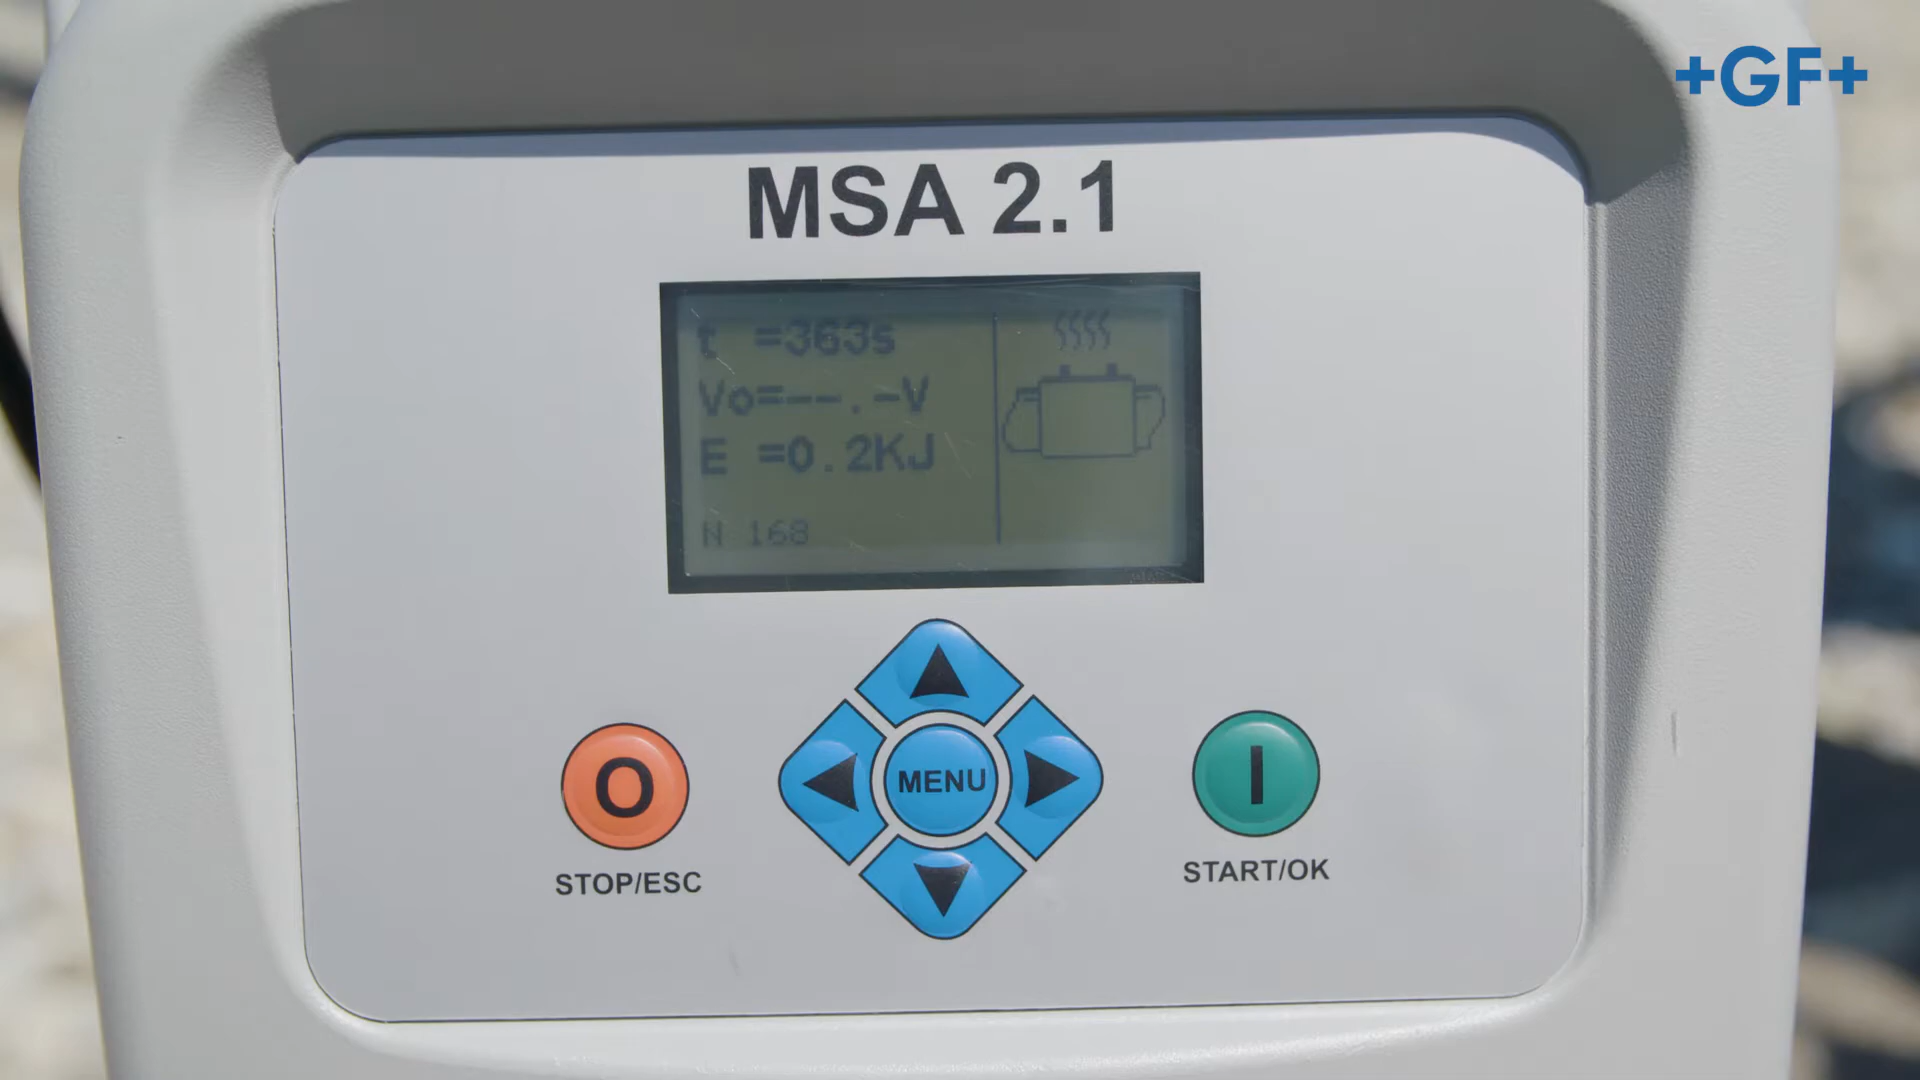 +GF+
MSA 2.1
t =363s
Vo=--.-V
E =0.2KJ
N 168
MENU
O
I
STOP/ESC
START/OK